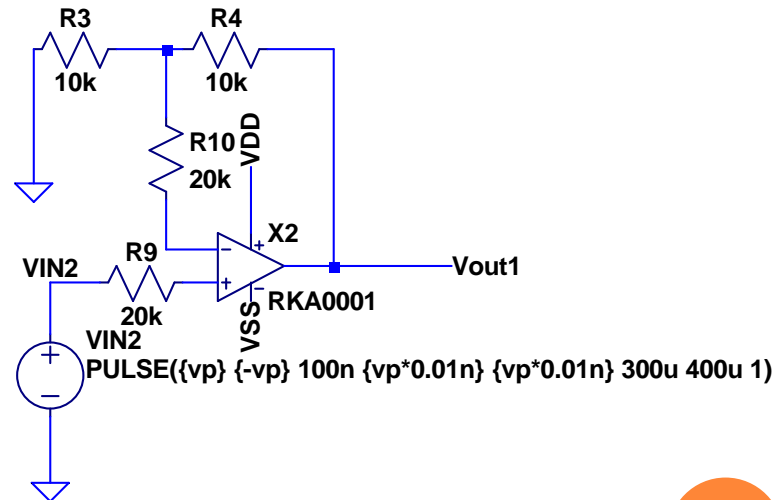 R3
R4
10k
10k
R10
20k
VDD
X2
R9
VIN2
Vout1
RKA0001
20k
VSS
VIN2
PULSE({vp} {-vp} 100n {vp*0.01n} {vp*0.01n} 300u 400u 1)